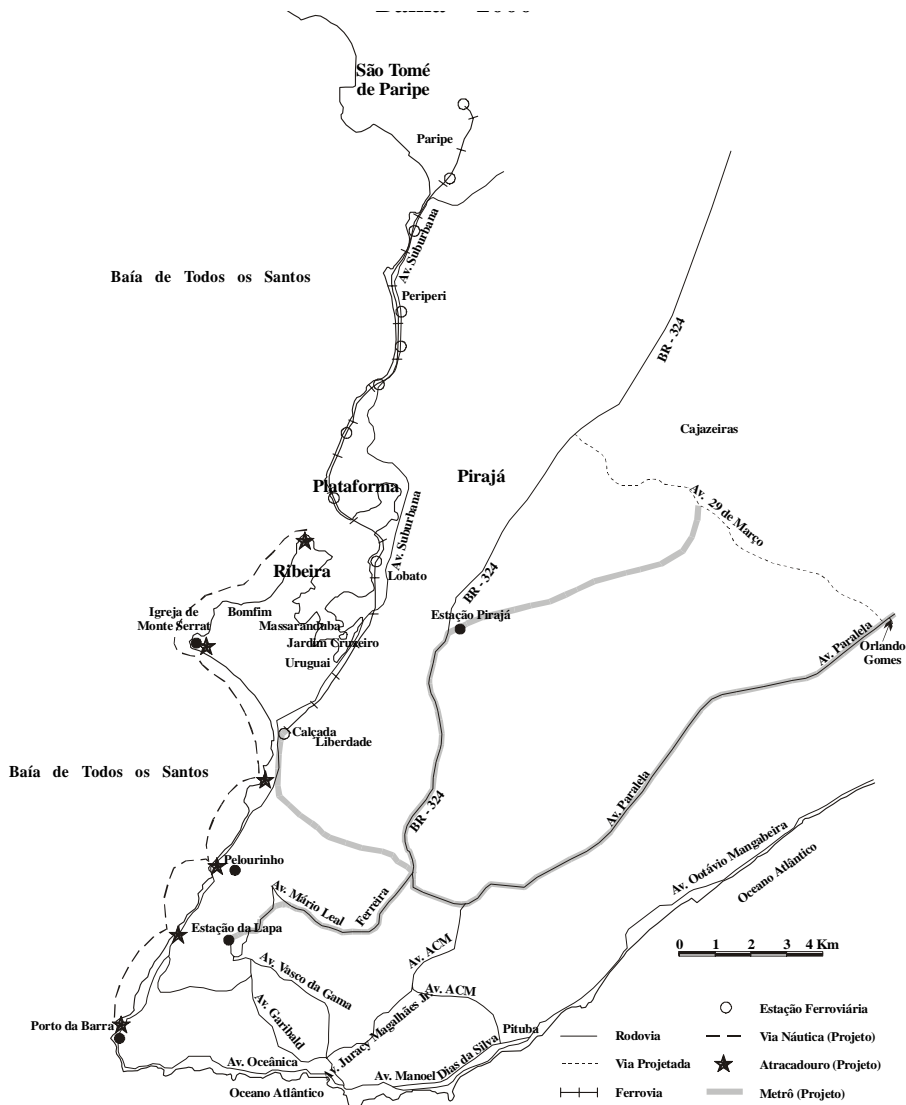 São Tomé
de Paripe
Paripe
Av. Suburbana
Baía de Todos os Santos
Periperi
BR - 324
Cajazeiras
Pirajá
Plataforma
Av. 29 de Março
Av. Suburbana
Ribeira
Lobato
BR - 324
Igreja de
Monte Serrat
Bomfim
Estação Pirajá
Massaranduba
Jardim Cruzeiro
Uruguai
Av. Paralela
Orlando
Gomes
Calçada
Liberdade
Baía de Todos os Santos
BR - 324
Av. Paralela
Pelourinho
Av. Ootávio Mangabeira
Oceano Atlântico
Av. Mário Leal
Ferreira
Estação da Lapa
Av. ACM
0 1 2 3 4 Km
Av. Vasco da Gama
Av. ACM
Av. Garibald
Av. Juracy Magalhães Jr.
Porto da Barra
Pituba
Av. Oceânica
Av. Manoel Dias da Silva
Oceano Atlântico
Estação Ferroviária
Rodovia
Via Náutica (Projeto)
Via Projetada
Atracadouro (Projeto)
Ferrovia
Metrô (Projeto)